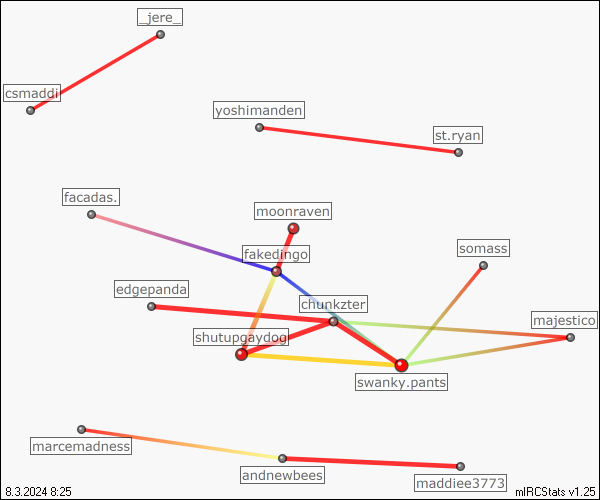 _jere_
csmaddi
yoshimanden
st.ryan
facadas.
moonraven
somass
fakedingo
edgepanda
chunkzter
majestico
shutupgaydog
swanky.pants
marcemadness
andnewbees
maddiee3773
8.3.2024 8:25
mIRCStats v1.25